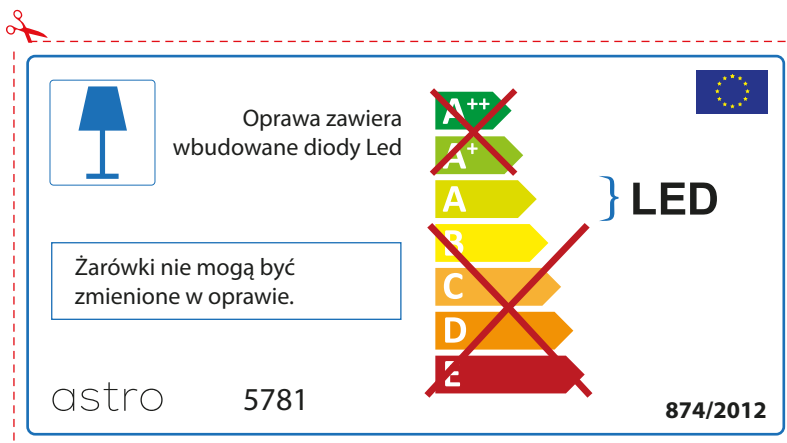 Oprawa zawiera
wbudowane diody Led
A++
A+
A
B
C
D
E
LED
Żarówki nie mogą być
zmienione w oprawie.
astro
5781
874/2012